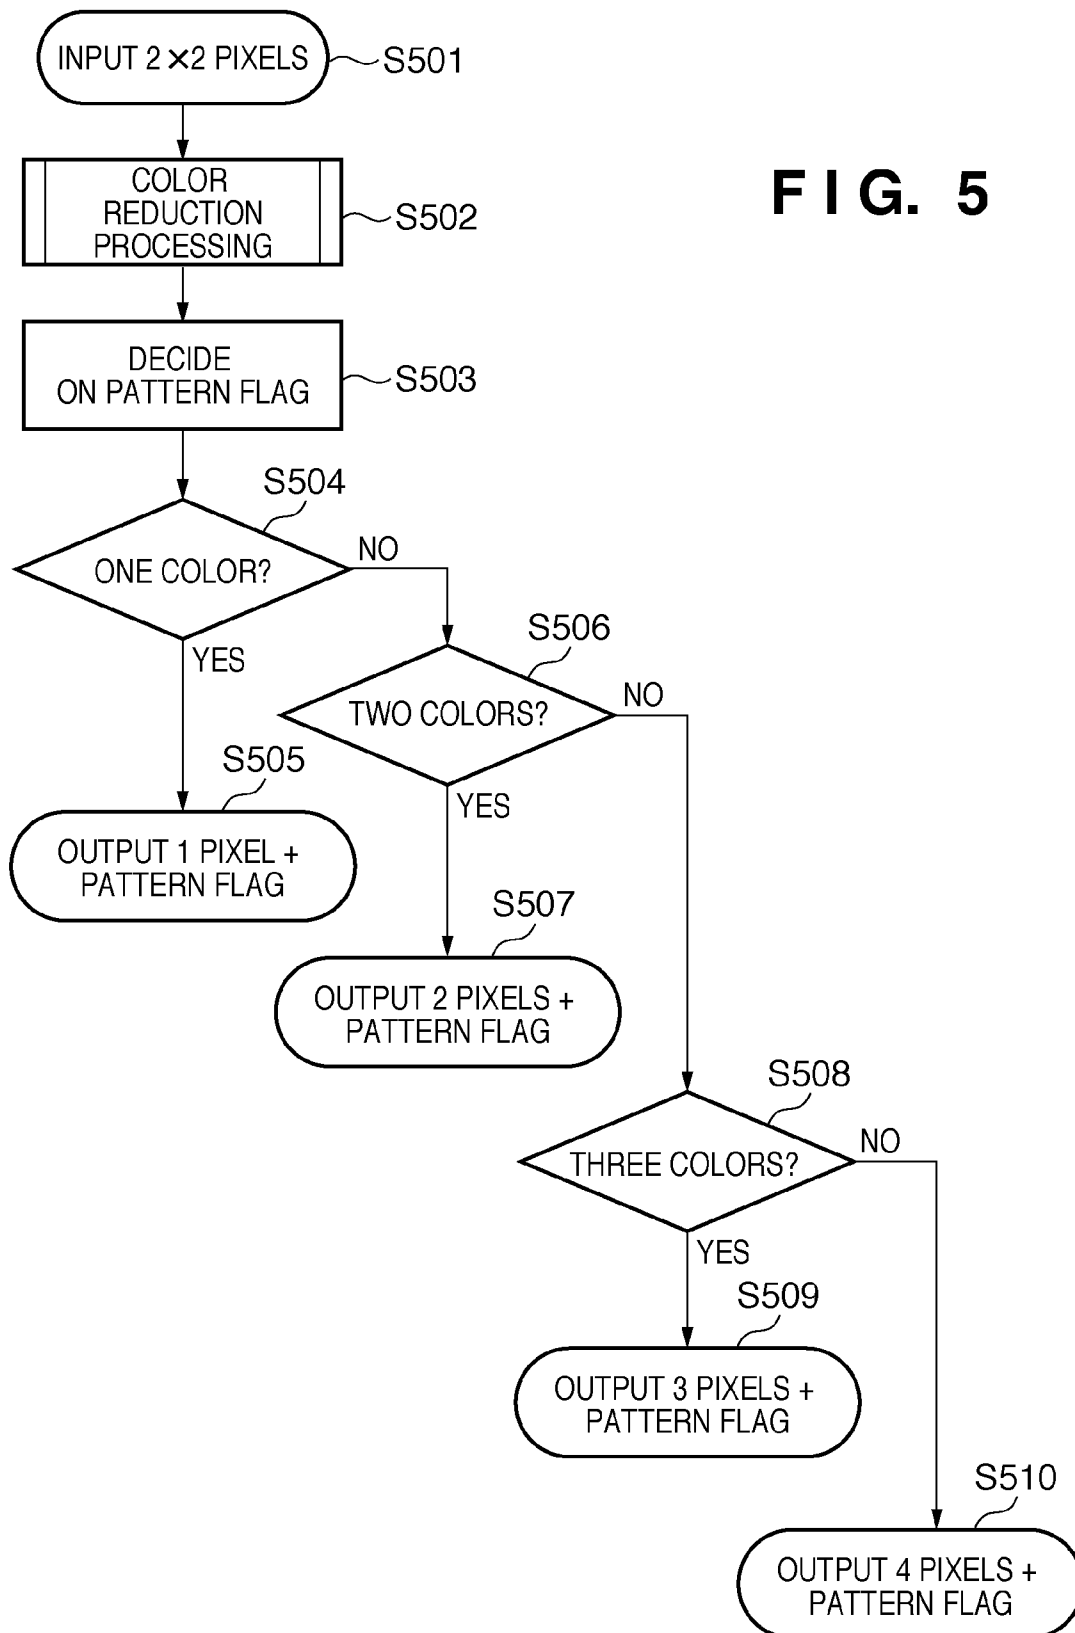 INPUT 2×2 PIXELS
S501
COLOR
REDUCTION
PROCESSING
S502
FIG. 5
DECIDE
ON PATTERN FLAG
S503
S504
ONE COLOR?
NO
YES
S506
TWO COLORS?
NO
YES
S505
OUTPUT 1 PIXEL +
PATTERN FLAG
S507
OUTPUT 2 PIXELS +
PATTERN FLAG
S508
THREE COLORS?
NO
YES
S509
OUTPUT 3 PIXELS +
PATTERN FLAG
S510
OUTPUT 4 PIXELS +
PATTERN FLAG